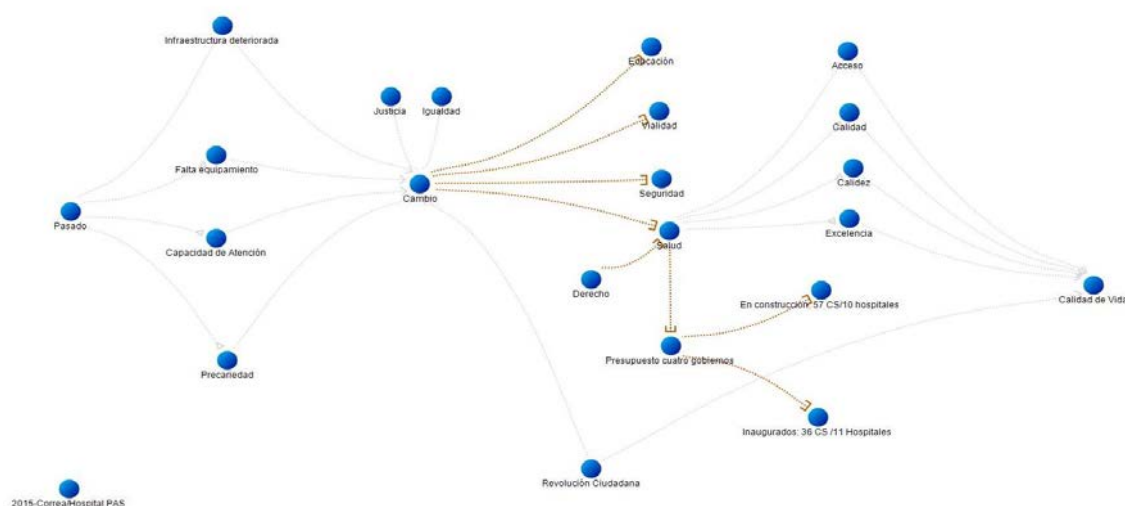 Infraestructura deteriorada
Educación
Acceso
Justicia
Igualdad
Vialidad
Calidad
Falta equipamiento
Cambio
Seguridad
Calidez
Pasado
Capacidad de Atención
Salud
Excelencia
Derecho
En construcción: 57 CS/10 hospitales
Calidad de Vida
Presupuesto cuatro gobiernos
Precariedad
Inaugurados: 36 CS /11 Hospitales
Revolución Ciudadana
2015-Correa/Hospital PAS